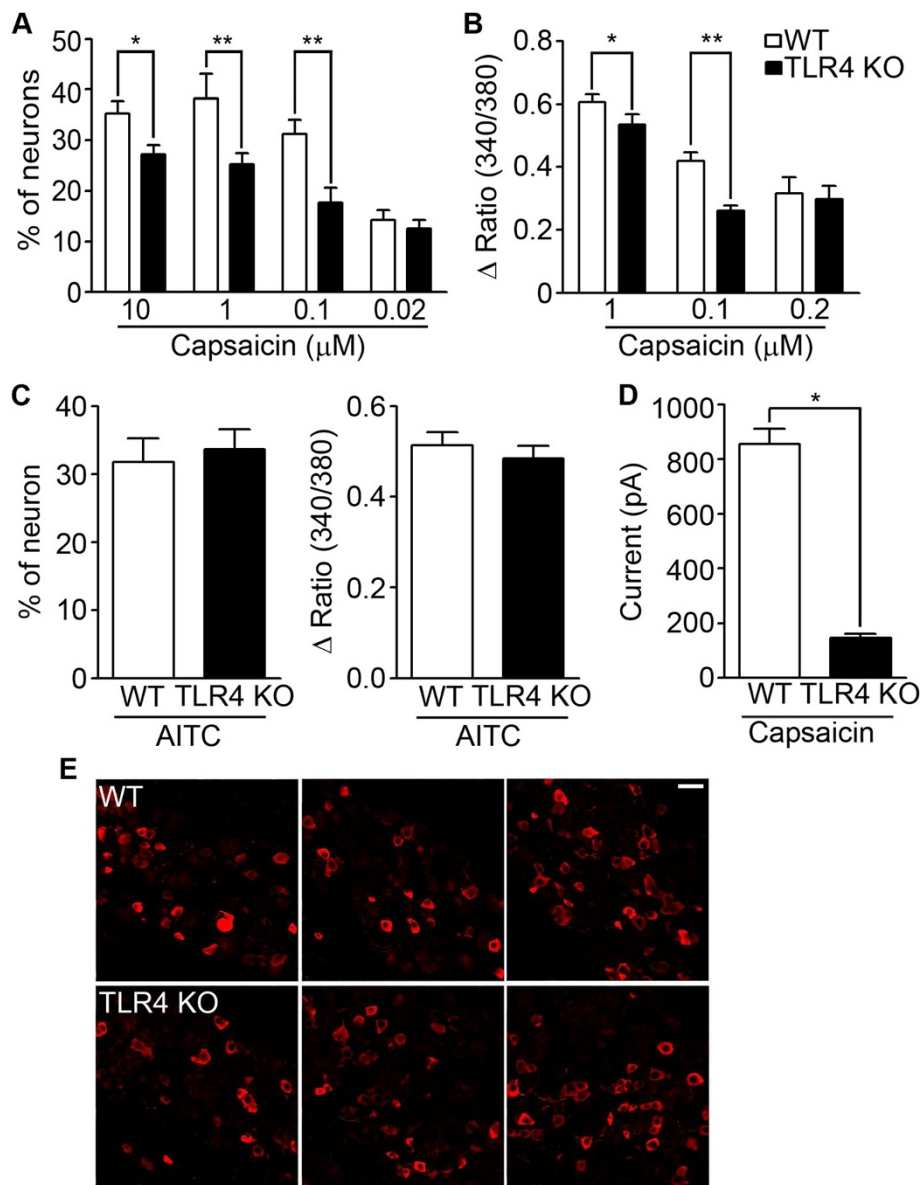 A
% of neurons
50
40
30
20
10
0
* ** **
10 1 0.1 0.02
Capsaicin (μM)
B
Δ Ratio (340/380)
0.8
0.6
0.4
0.2
0
* **
WT
TLR4 KO
1 0.1 0.2
Capsaicin (μM)
C
% of neuron
40
30
20
10
0
WT TLR4 KO
AITC
Δ Ratio (340/380)
0.6
0.4
0.2
0.0
WT TLR4 KO
AITC
D
Current (pA)
1000
800
600
400
200
0
*
WT TLR4 KO
Capsaicin
E
WT
TLR4 KO